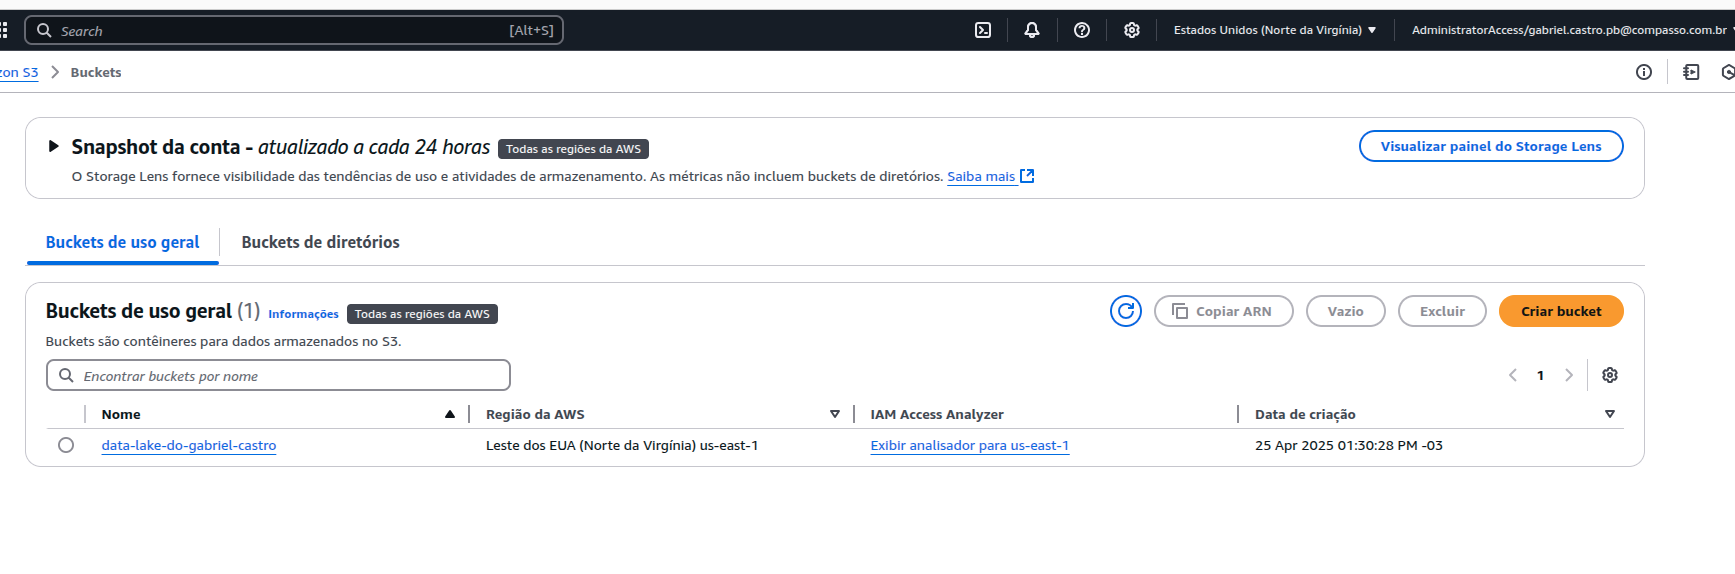 Search [Alt+S] Estados Unidos (Norte da Virgínia) AdministratorAccess/gabriel.castro.pb@compasso.com.br
zon S3 Buckets
Snapshot da conta - atualizado a cada 24 horas Todas as regiões da AWS Visualizar painel do Storage Lens
O Storage Lens fornece visibilidade das tendências de uso e atividades de armazenamento. As métricas não incluem buckets de diretórios. Saiba mais
Buckets de uso geral Buckets de diretórios
Buckets de uso geral (1) Informações Todas as regiões da AWS Copiar ARN Vazio Excluir Criar bucket
Buckets são contêineres para dados armazenados no S3.
Encontrar buckets por nome 1
Nome Região da AWS IAM Access Analyzer Data de criação
data-lake-do-gabriel-castro Leste dos EUA (Norte da Virgínia) us-east-1 Exibir analisador para us-east-1 25 Apr 2025 01:30:28 PM -03